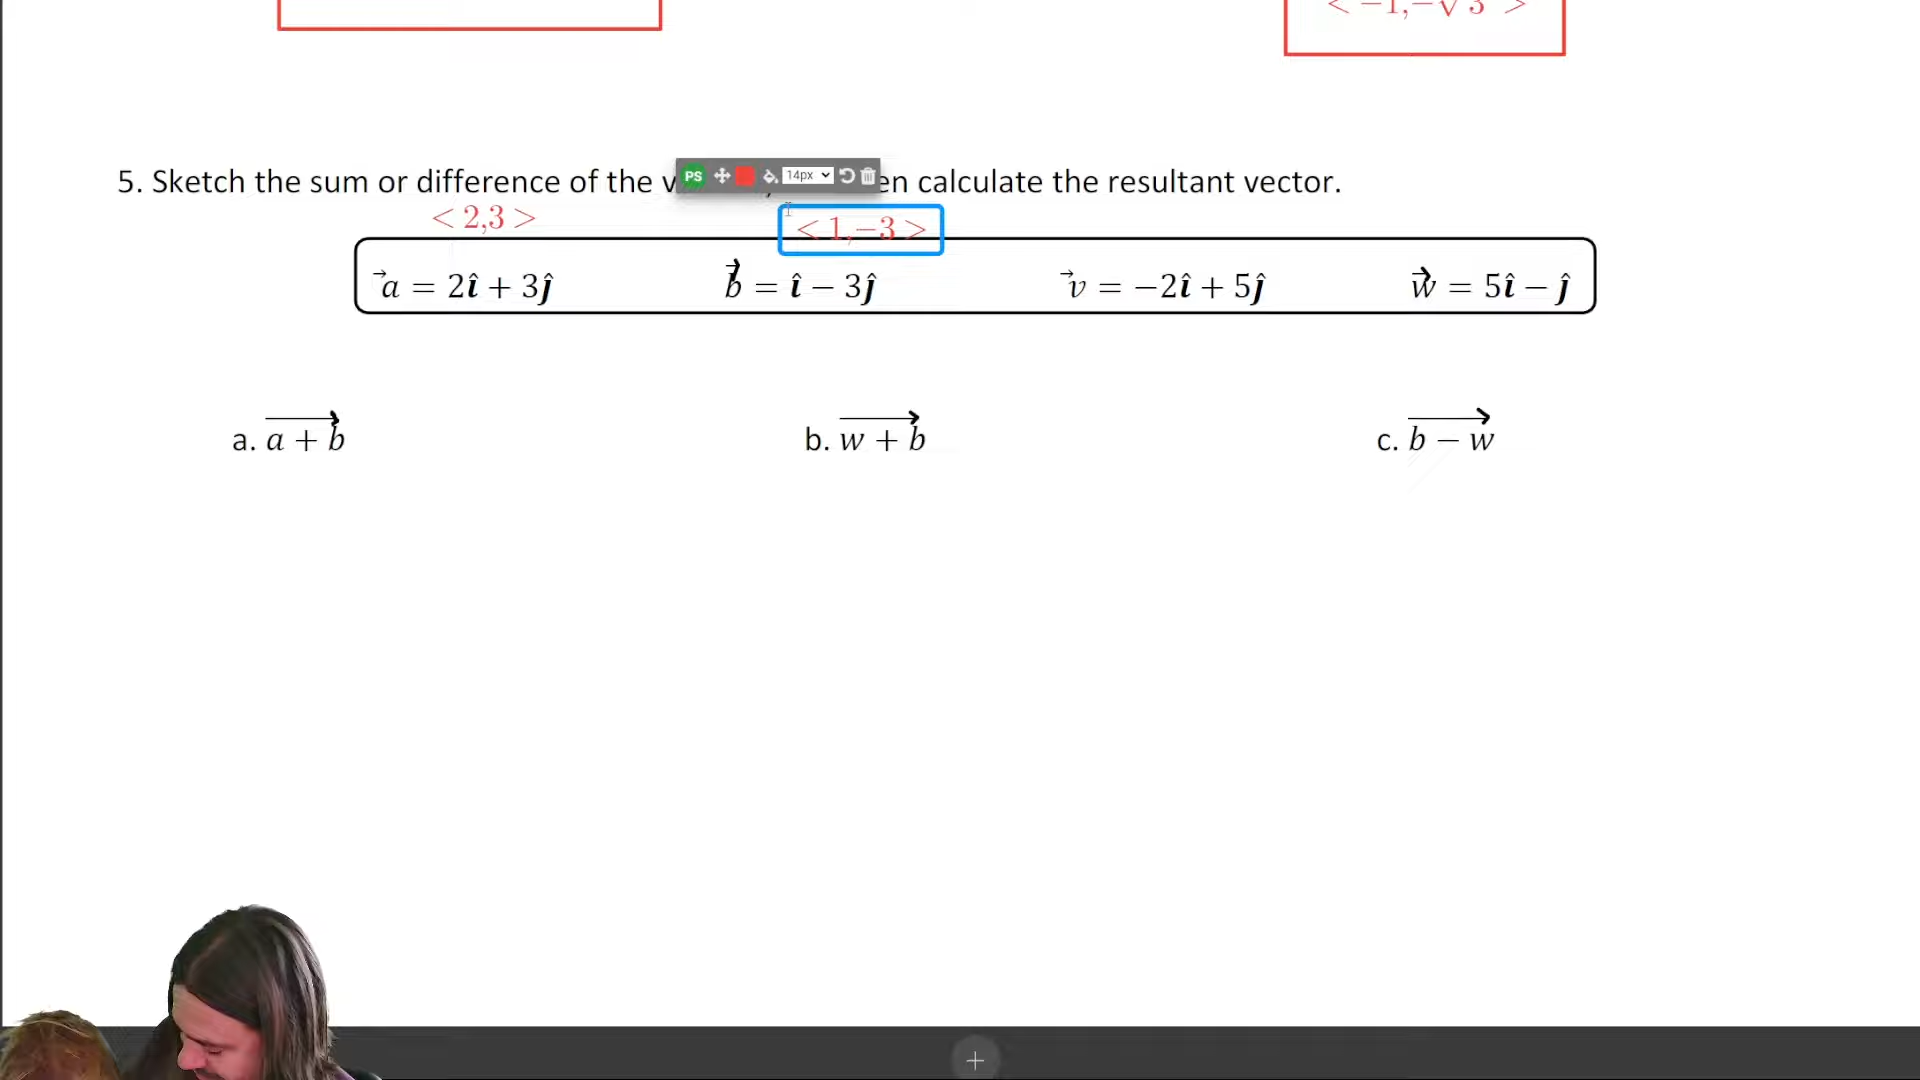 < −1,−√3 >
5. Sketch the sum or difference of the v en calculate the resultant vector.
PS 14px
< 2,3 > < 1,−3 >
→a = 2î + 3ĵ b⃗ = î − 3ĵ →v = −2î + 5ĵ w⃗ = 5î − ĵ
a. a + b b. w + b c. b − w
+